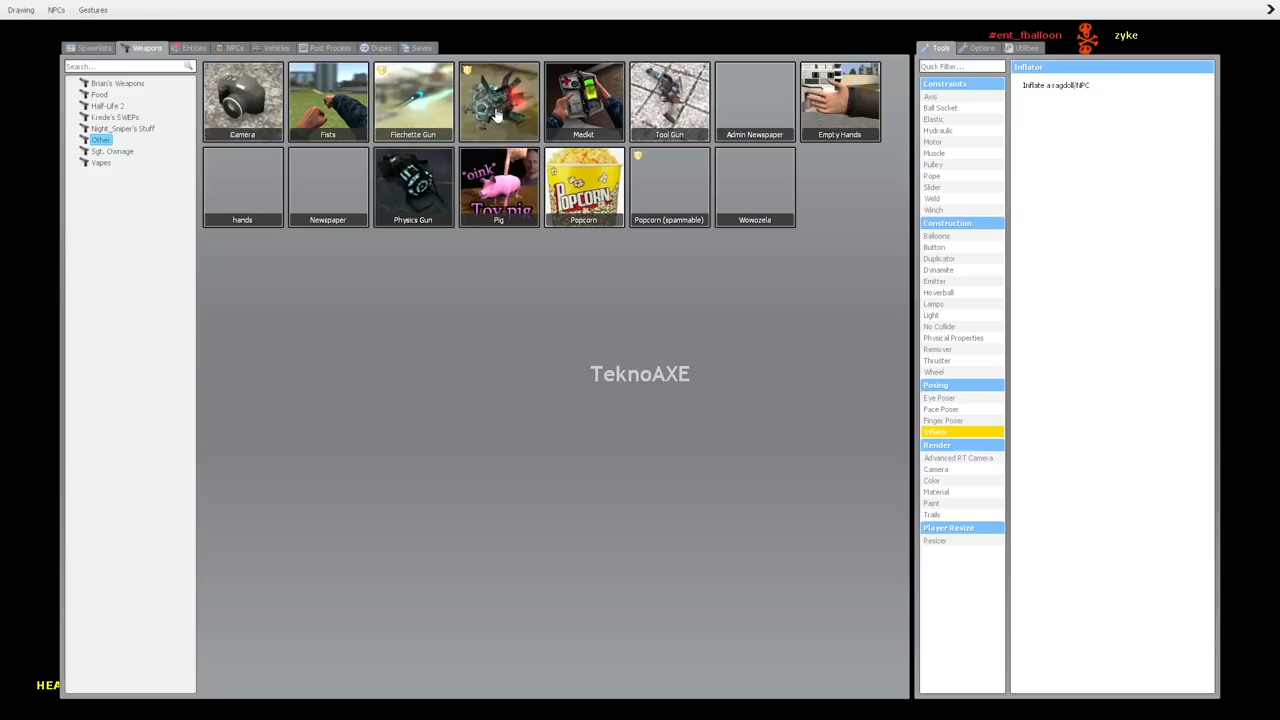 Drawing NPCs Gestures
#ent_fballoon zyke
Spawnlists Weapons Entities NPCs Vehicles Post Process Dupes Saves
Search...
Brian's Weapons
Food
Half-Life 2
Krede's SWEPs
Night_Sniper's Stuff
Other
Sgt. Ownage
Vapes
Camera Fists Flechette Gun Medkit Tool Gun Admin Newspaper Empty Hands
*oink*
Toy pig
POPCORN
hands Newspaper Physics Gun Pig Popcorn Popcorn (spammable) Wowozela
TeknoAXE
HEA
Tools Options Utilities
Quick Filter...
Constraints
Axis
Ball Socket
Elastic
Hydraulic
Motor
Muscle
Pulley
Rope
Slider
Weld
Winch
Construction
Balloons
Button
Duplicator
Dynamite
Emitter
Hoverball
Lamps
Light
No Collide
Physical Properties
Remover
Thruster
Wheel
Posing
Eye Poser
Face Poser
Finger Poser
Inflator
Render
Advanced RT Camera
Camera
Color
Material
Paint
Trails
Player Resize
Resizer
Inflator
Inflate a ragdoll/NPC